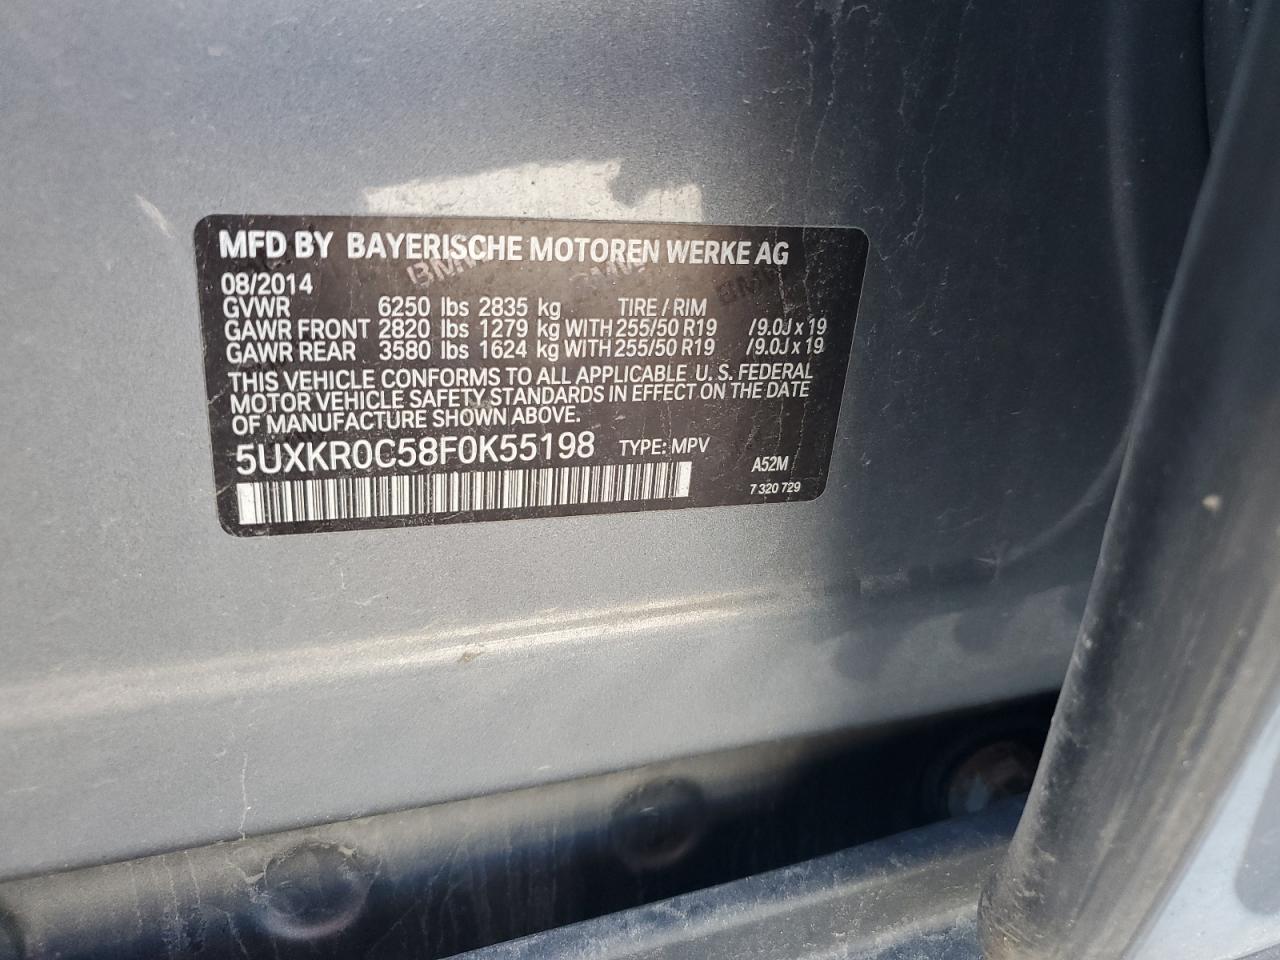 MFD BY BAYERISCHE MOTOREN WERKE AG
08/2014
GVWR 6250 lbs 2835 kg TIRE / RIM
GAWR FRONT 2820 lbs 1279 kg WITH 255/50 R19 /9.0J x 19
GAWR REAR 3580 lbs 1624 kg WITH 255/50 R19 /9.0J x 19
THIS VEHICLE CONFORMS TO ALL APPLICABLE U. S. FEDERAL
MOTOR VEHICLE SAFETY STANDARDS IN EFFECT ON THE DATE
OF MANUFACTURE SHOWN ABOVE.
5UXKR0C58F0K55198 TYPE: MPV
A52M
7 320 729
BMW
BMW
BMW